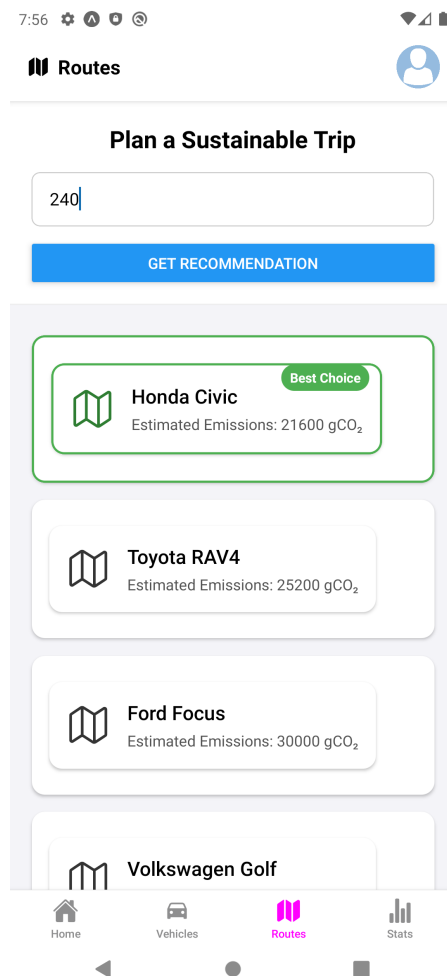 7:56
Routes
Plan a Sustainable Trip
240
GET RECOMMENDATION
Best Choice
Honda Civic
Estimated Emissions: 21600 gCO₂
Toyota RAV4
Estimated Emissions: 25200 gCO₂
Ford Focus
Estimated Emissions: 30000 gCO₂
Volkswagen Golf
Home Vehicles Routes Stats